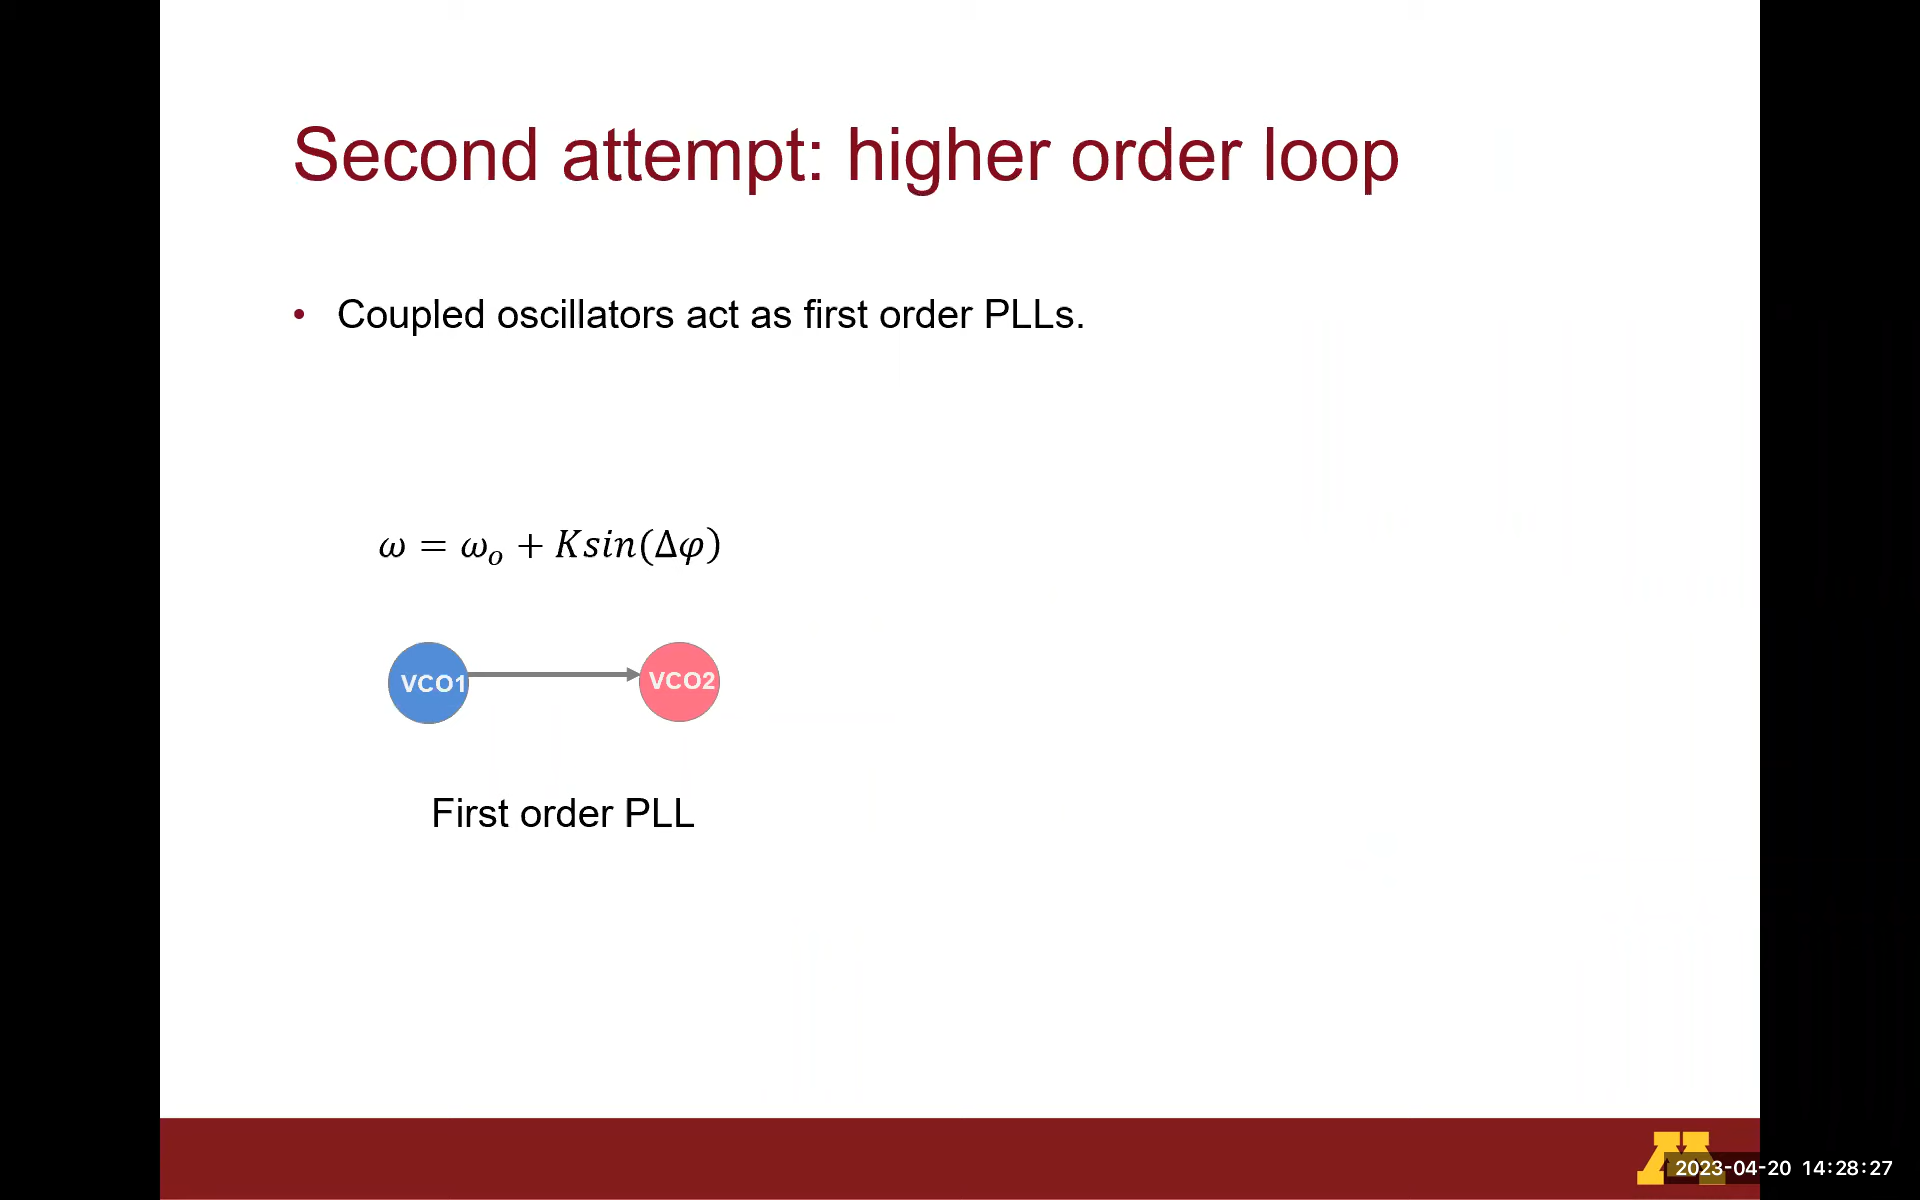 Second attempt: higher order loop
• Coupled oscillators act as first order PLLs.
ω = ωₒ + Ksin(Δφ)
VCO1
VCO2
First order PLL
2023-04-20 14:28:27